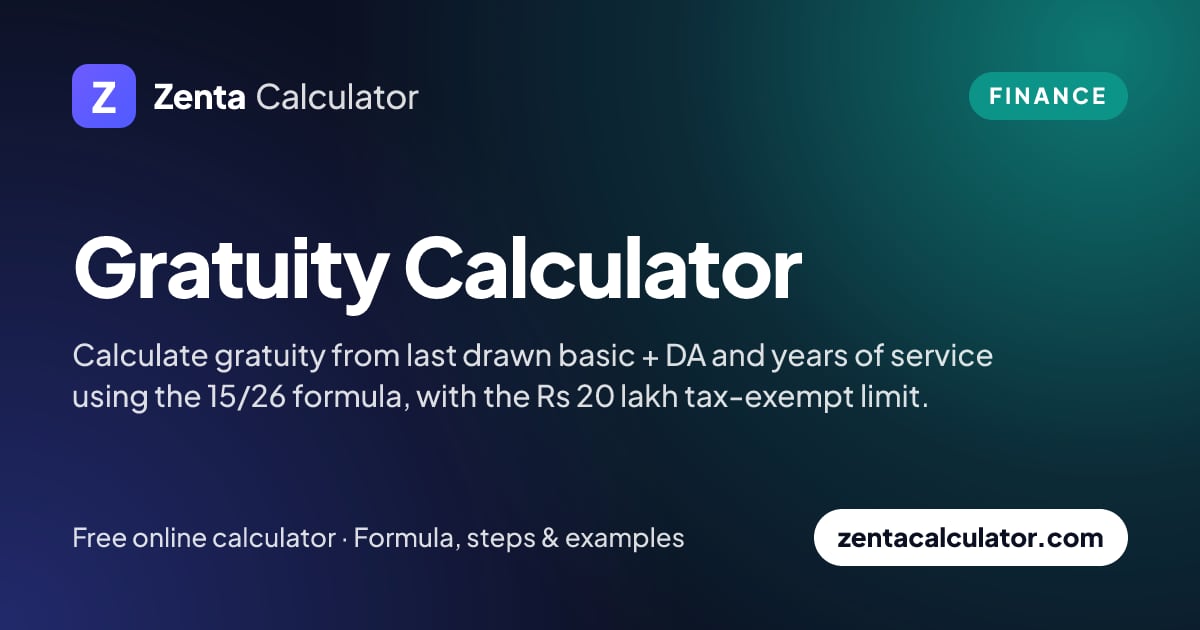 Z
Zenta Calculator
FINANCE
Gratuity Calculator
Calculate gratuity from last drawn basic + DA and years of service
using the 15/26 formula, with the Rs 20 lakh tax-exempt limit.
Free online calculator · Formula, steps & examples
zentacalculator.com